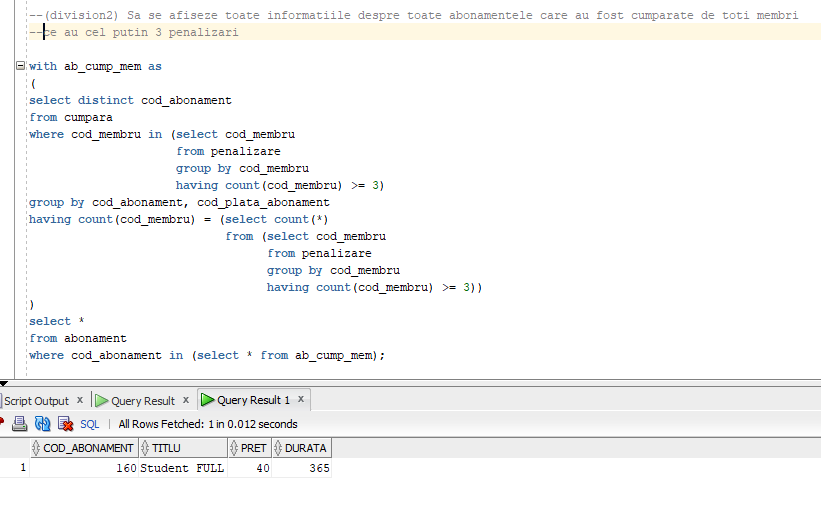 --(division2) Sa se afiseze toate informatiile despre toate abonamentele care au fost cumparate de toti membri
--ce au cel putin 3 penalizari
with ab_cump_mem as
(
select distinct cod_abonament
from cumpara
where cod_membru in (select cod_membru
from penalizare
group by cod_membru
having count(cod_membru) >= 3)
group by cod_abonament, cod_plata_abonament
having count(cod_membru) = (select count(*)
from (select cod_membru
from penalizare
group by cod_membru
having count(cod_membru) >= 3))
)
select *
from abonament
where cod_abonament in (select * from ab_cump_mem);
Script Output x Query Result x Query Result 1 x
SQL | All Rows Fetched: 1 in 0.012 seconds
COD_ABONAMENT TITLU PRET DURATA
1 160 Student FULL 40 365